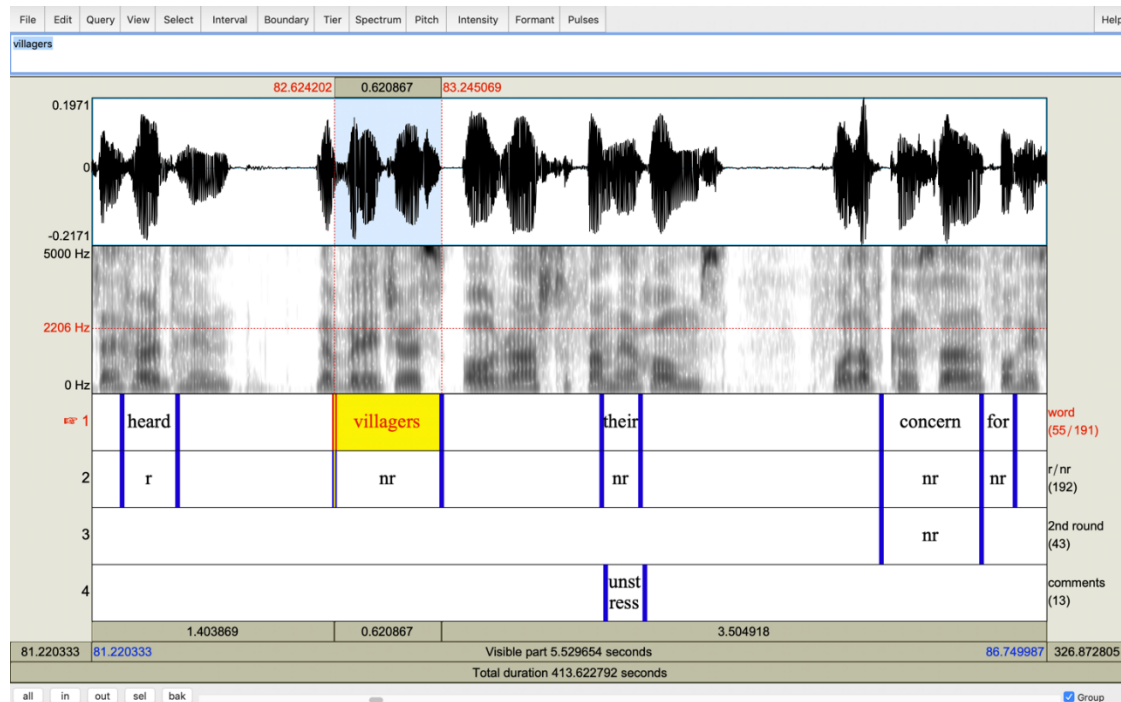 File Edit Query View Select Interval Boundary Tier Spectrum Pitch Intensity Formant Pulses Help
villagers
82.624202 0.620867 83.245069
0.1971
0
-0.2171
5000 Hz
2206 Hz
0 Hz
☞ 1 heard villagers their concern for word
(55/191)
2 r nr nr nr nr r/nr
(192)
3 nr 2nd round
(43)
4 unst
ress comments
(13)
1.403869 0.620867 3.504918
81.220333 81.220333 Visible part 5.529654 seconds 86.749987 326.872805
Total duration 413.622792 seconds
all in out sel bak Group